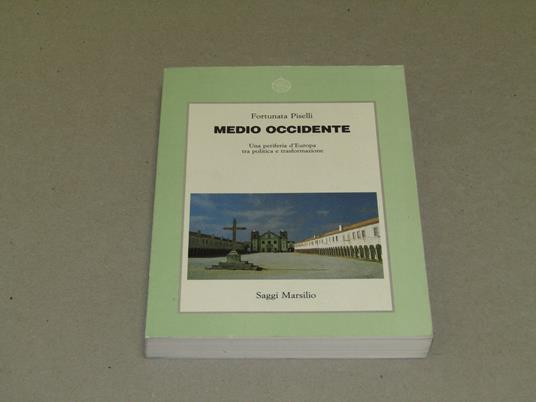 Fortunata Piselli
MEDIO OCCIDENTE
Una periferia d'Europa
tra politica e trasformazione
Saggi Marsilio